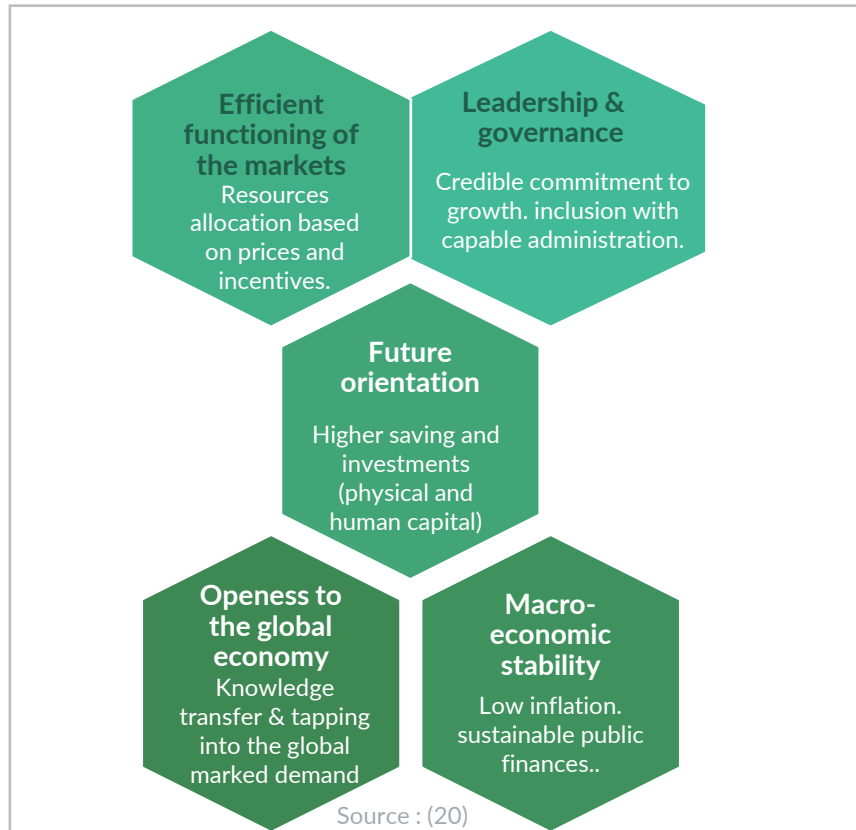 Efficient
functioning of
the markets
Resources
allocation based
on prices and
incentives.
Leadership &
governance
Credible commitment to
growth. inclusion with
capable administration.
Future
orientation
Higher saving and
investments
(physical and
human capital)
Openess to
the global
economy
Knowledge
transfer & tapping
into the global
marked demand
Macro-
economic
stability
Low inflation.
sustainable public
finances..
Source : (20)